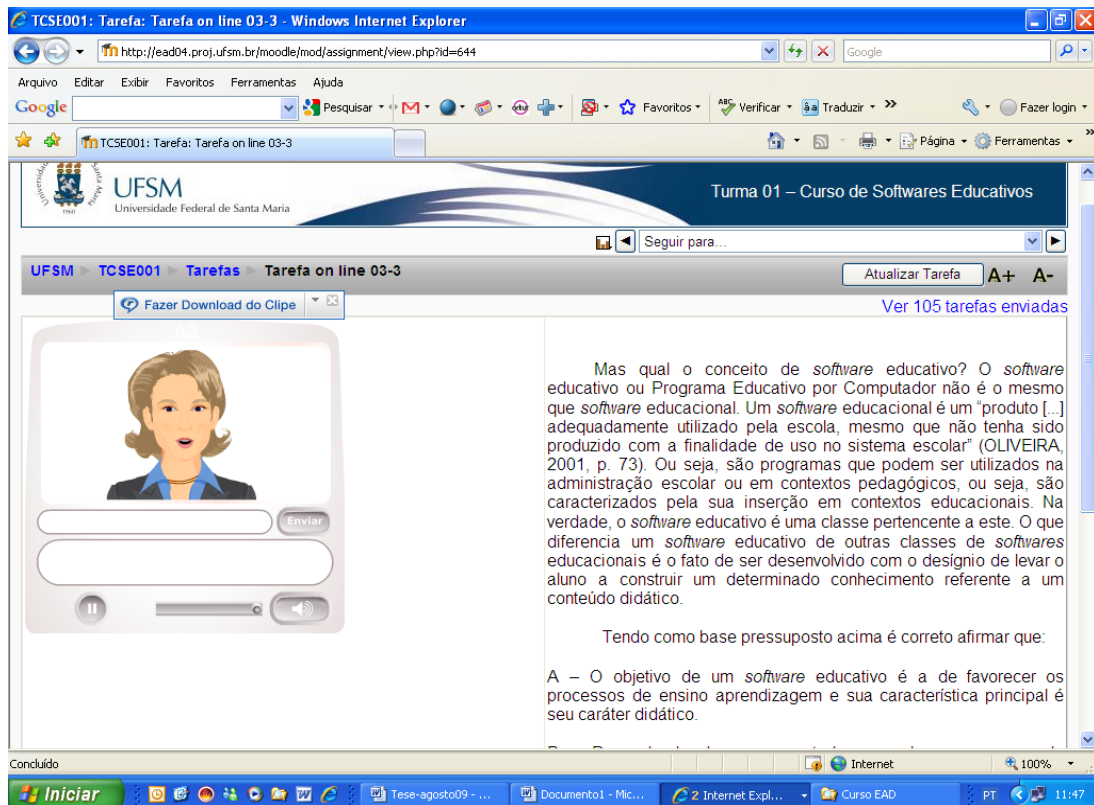 TCSE001: Tarefa: Tarefa on line 03-3 - Windows Internet Explorer
http://ead04.proj.ufsm.br/moodle/mod/assignment/view.php?id=644
Google
Arquivo Editar Exibir Favoritos Ferramentas Ajuda
Google Pesquisar Favoritos Verificar Traduzir Fazer login
TCSE001: Tarefa: Tarefa on line 03-3 Página Ferramentas
1960
UFSM
Universidade Federal de Santa Maria
Turma 01 – Curso de Softwares Educativos
Seguir para...
UFSM TCSE001 Tarefas Tarefa on line 03-3
Atualizar Tarefa A+ A-
Fazer Download do Clipe
Ver 105 tarefas enviadas
Enviar
Mas qual o conceito de software educativo? O software
educativo ou Programa Educativo por Computador não é o mesmo
que software educacional. Um software educacional é um “produto [...]
adequadamente utilizado pela escola, mesmo que não tenha sido
produzido com a finalidade de uso no sistema escolar” (OLIVEIRA,
2001, p. 73). Ou seja, são programas que podem ser utilizados na
administração escolar ou em contextos pedagógicos, ou seja, são
caracterizados pela sua inserção em contextos educacionais. Na
verdade, o software educativo é uma classe pertencente a este. O que
diferencia um software educativo de outras classes de softwares
educacionais é o fato de ser desenvolvido com o desígnio de levar o
aluno a construir um determinado conhecimento referente a um
conteúdo didático.
Tendo como base pressuposto acima é correto afirmar que:
A – O objetivo de um software educativo é a de favorecer os
processos de ensino aprendizagem e sua característica principal é
seu caráter didático.
Concluído Internet 100%
Iniciar Tese-agosto09 - ... Documento1 - Mic... 2 Internet Expl... Curso EAD PT 11:47